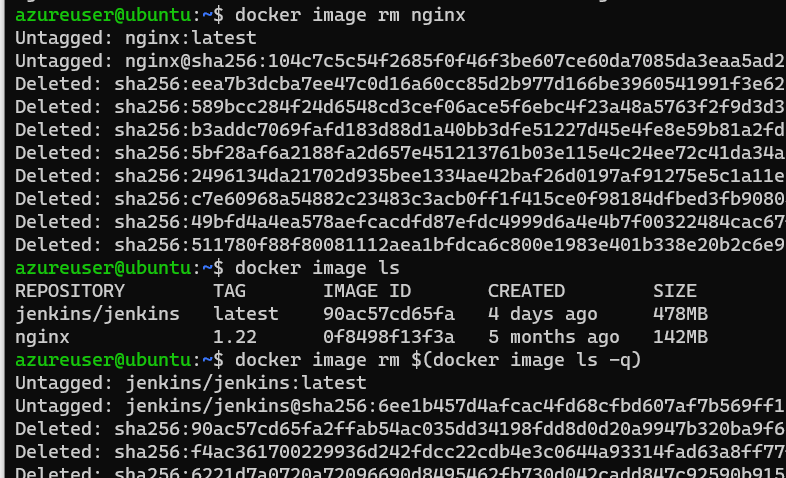 azureuser@ubuntu:~$ docker image rm nginx
Untagged: nginx:latest
Untagged: nginx@sha256:104c7c5c54f2685f0f46f3be607ce60da7085da3eaa5ad2
Deleted: sha256:eea7b3dcba7ee47c0d16a60cc85d2b977d166be3960541991f3e62
Deleted: sha256:589bcc284f24d6548cd3cef06ace5f6ebc4f23a48a5763f2f9d3d3
Deleted: sha256:b3addc7069fafd183d88d1a40bb3dfe51227d45e4fe8e59b81a2fd
Deleted: sha256:5bf28af6a2188fa2d657e451213761b03e115e4c24ee72c41da34a
Deleted: sha256:2496134da21702d935bee1334ae42baf26d0197af91275e5c1a11e
Deleted: sha256:c7e60968a54882c23483c3acb0ff1f415ce0f98184dfbed3fb9080
Deleted: sha256:49bfd4a4ea578aefcacdfd87efdc4999d6a4e4b7f00322484cac67
Deleted: sha256:511780f88f80081112aea1bfdca6c800e1983e401b338e20b2c6e9
azureuser@ubuntu:~$ docker image ls
REPOSITORY TAG IMAGE ID CREATED SIZE
jenkins/jenkins latest 90ac57cd65fa 4 days ago 478MB
nginx 1.22 0f8498f13f3a 5 months ago 142MB
azureuser@ubuntu:~$ docker image rm $(docker image ls -q)
Untagged: jenkins/jenkins:latest
Untagged: jenkins/jenkins@sha256:6ee1b457d4afcac4fd68cfbd607af7b569ff1
Deleted: sha256:90ac57cd65fa2ffab54ac035dd34198fdd8d0d20a9947b320ba9f6
Deleted: sha256:f4ac361700229936d242fdcc22cdb4e3c0644a93314fad63a8ff77
Deleted: sha256:6221d7a0720a72096690d8495462fb730d042cadd847c92590b915